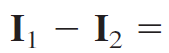 I₁ − I₂ =